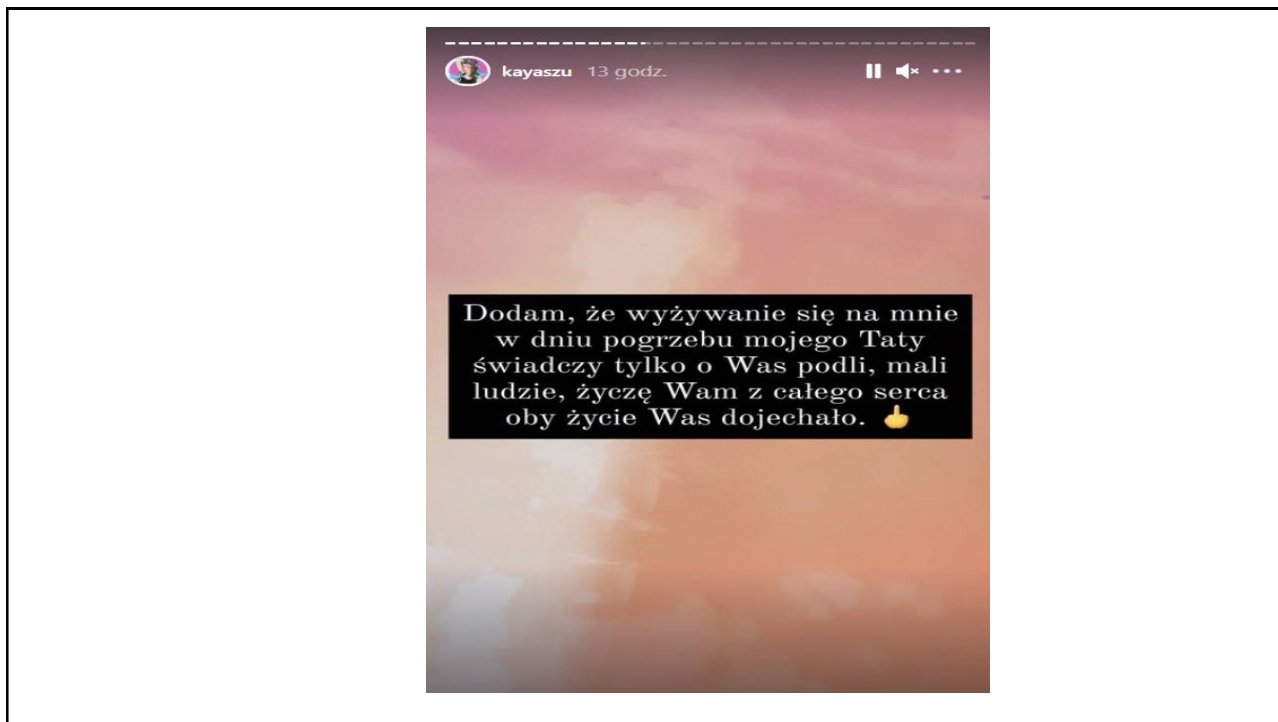 kayaszu 13 godz.
Dodam, że wyżywanie się na mnie
w dniu pogrzebu mojego Taty
świadczy tylko o Was podli, mali
ludzie, życzę Wam z całego serca
oby życie Was dojechało. 🖕